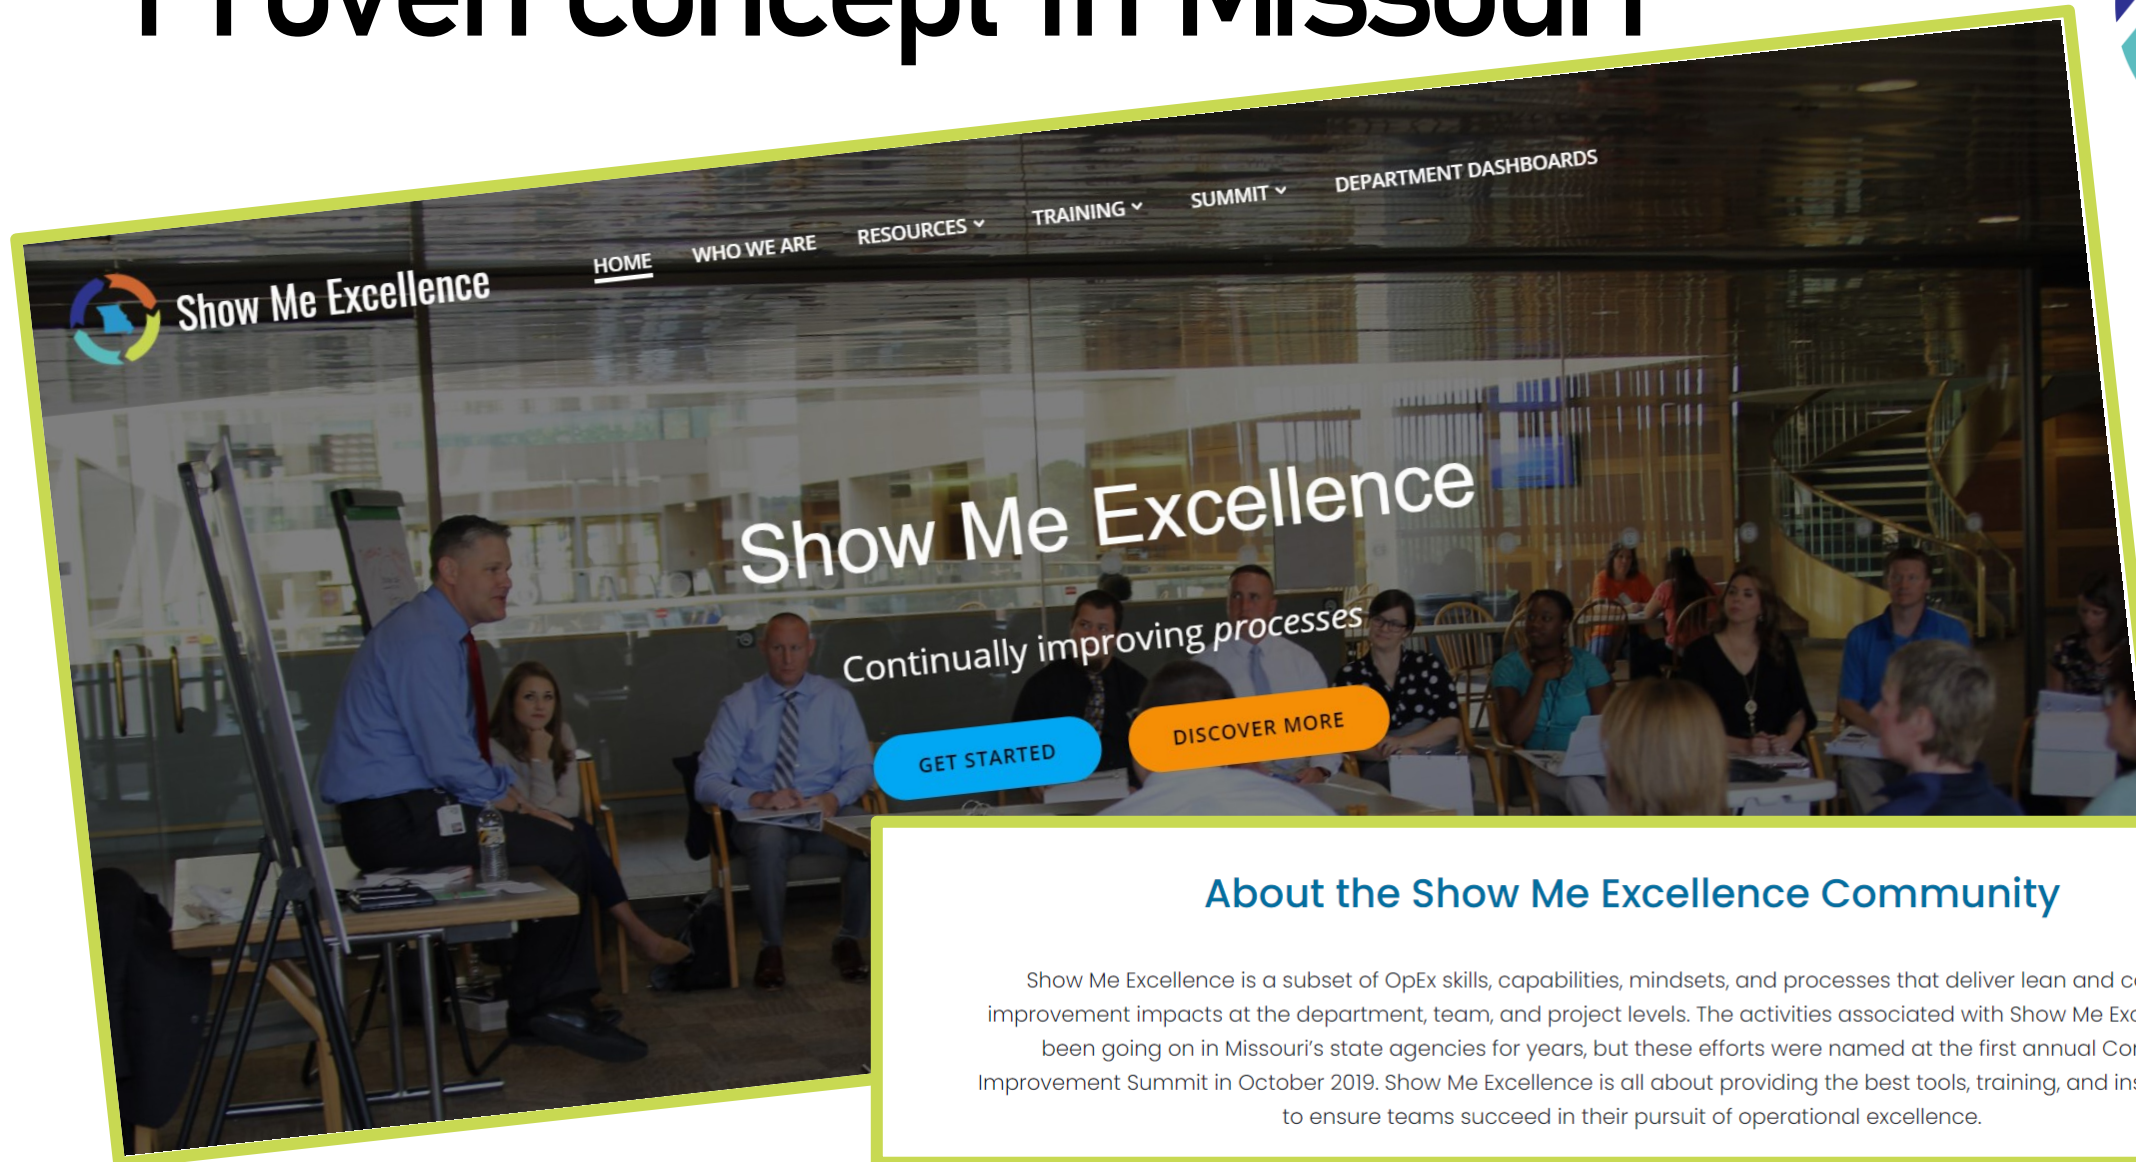 Proven concept in Missouri
Show Me Excellence
HOME
WHO WE ARE
RESOURCES
TRAINING
SUMMIT
DEPARTMENT DASHBOARDS
Show Me Excellence
Continually improving processes
GET STARTED
DISCOVER MORE
About the Show Me Excellence Community
Show Me Excellence is a subset of OpEx skills, capabilities, mindsets, and processes that deliver lean and
improvement impacts at the department, team, and project levels. The activities associated with Show Me
been going on in Missouri's state agencies for years, but these efforts were named at the first annual
Improvement Summit in October 2019. Show Me Excellence is all about providing the best tools, training, and
to ensure teams succeed in their pursuit of operational excellence.